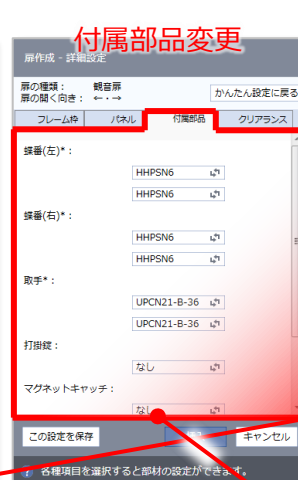 付属部品変更
扉作成 - 詳細設定
扉の種類： 観音扉
扉の開く向き： ←・→
かんたん設定に戻る
フレーム枠 パネル 付属部品 クリアランス
蝶番(左)*：
HHPSN6
HHPSN6
蝶番(右)*：
HHPSN6
HHPSN6
取手*：
UPCN21-B-36
UPCN21-B-36
打掛錠：
なし
マグネットキャッチ：
なし
この設定を保存 キャンセル
? 各種項目を選択すると部材の設定ができます。